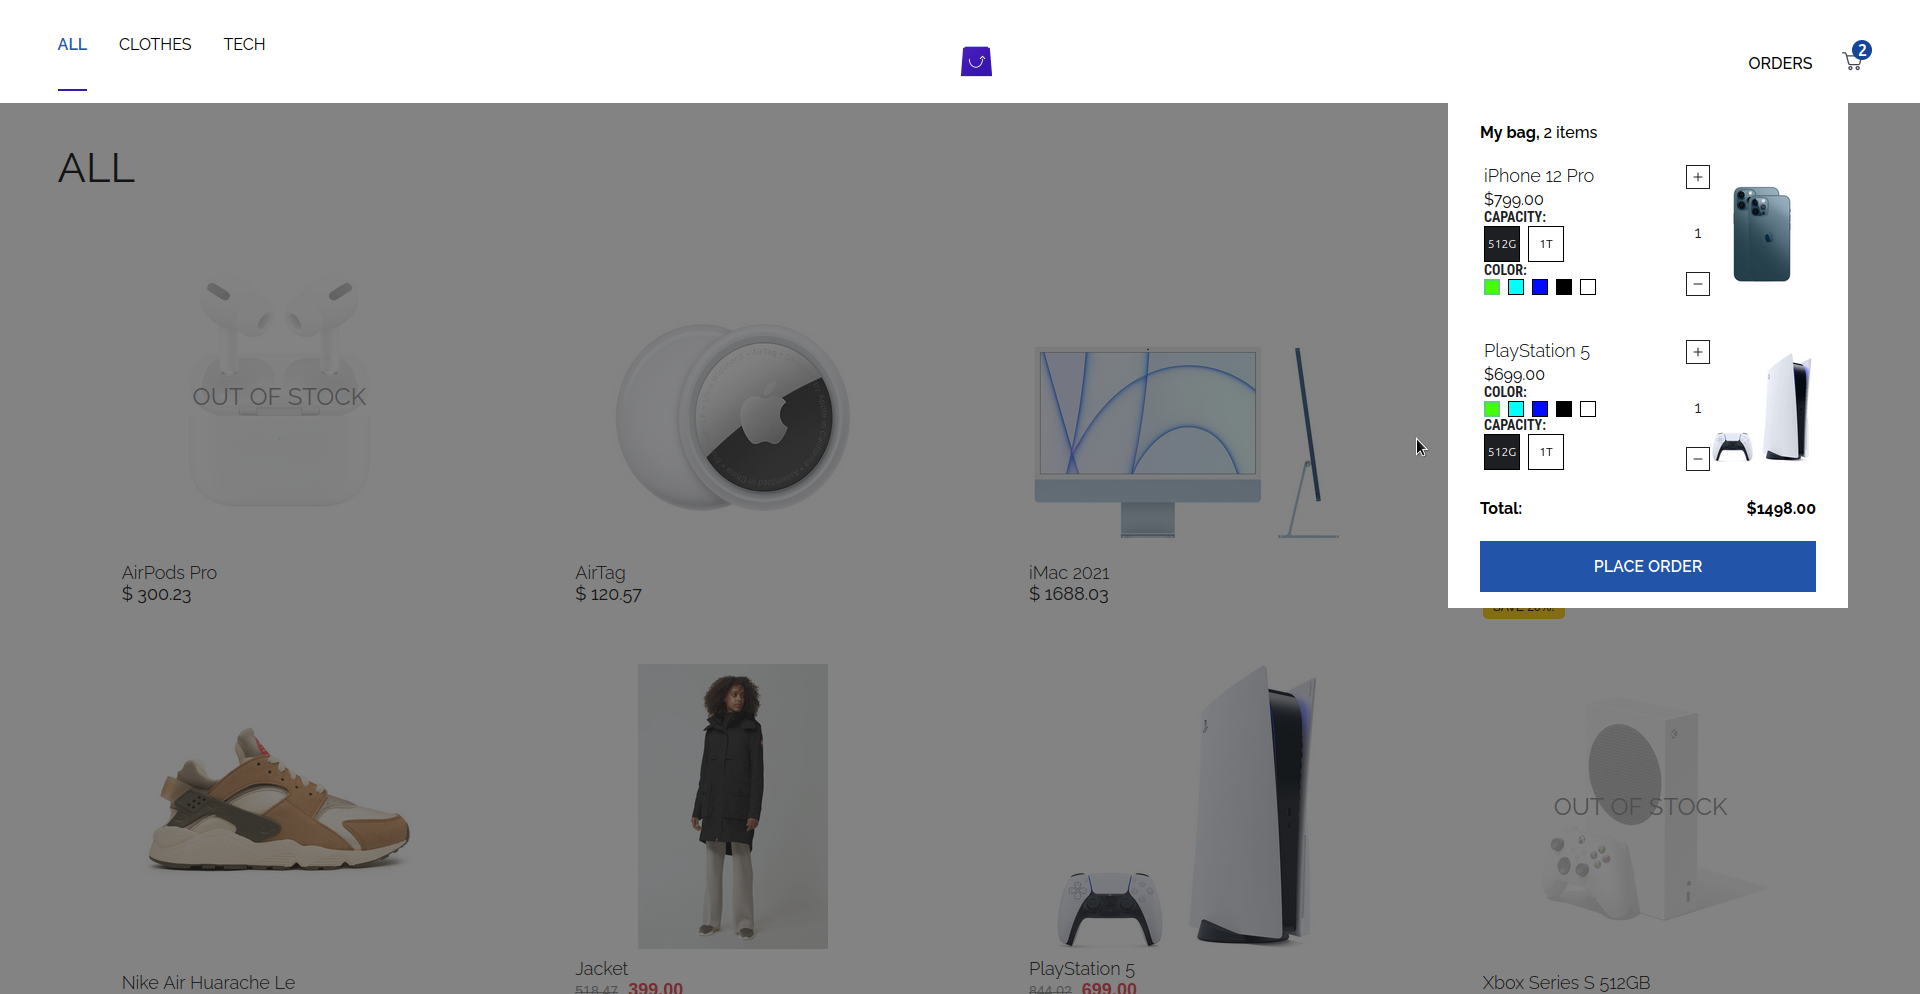 ALL
CLOTHES
TECH
ORDERS
2
ALL
My bag, 2 items
iPhone 12 Pro
$799.00
CAPACITY:
512G
1T
COLOR:
+
1
−
PlayStation 5
$699.00
COLOR:
CAPACITY:
512G
1T
+
1
−
Total:
$1498.00
PLACE ORDER
OUT OF STOCK
AirPods Pro
$ 300.23
AirTag
$ 120.57
iMac 2021
$ 1688.03
OUT OF STOCK
Nike Air Huarache Le
Jacket
518.47 399.00
PlayStation 5
844.02 699.00
Xbox Series S 512GB